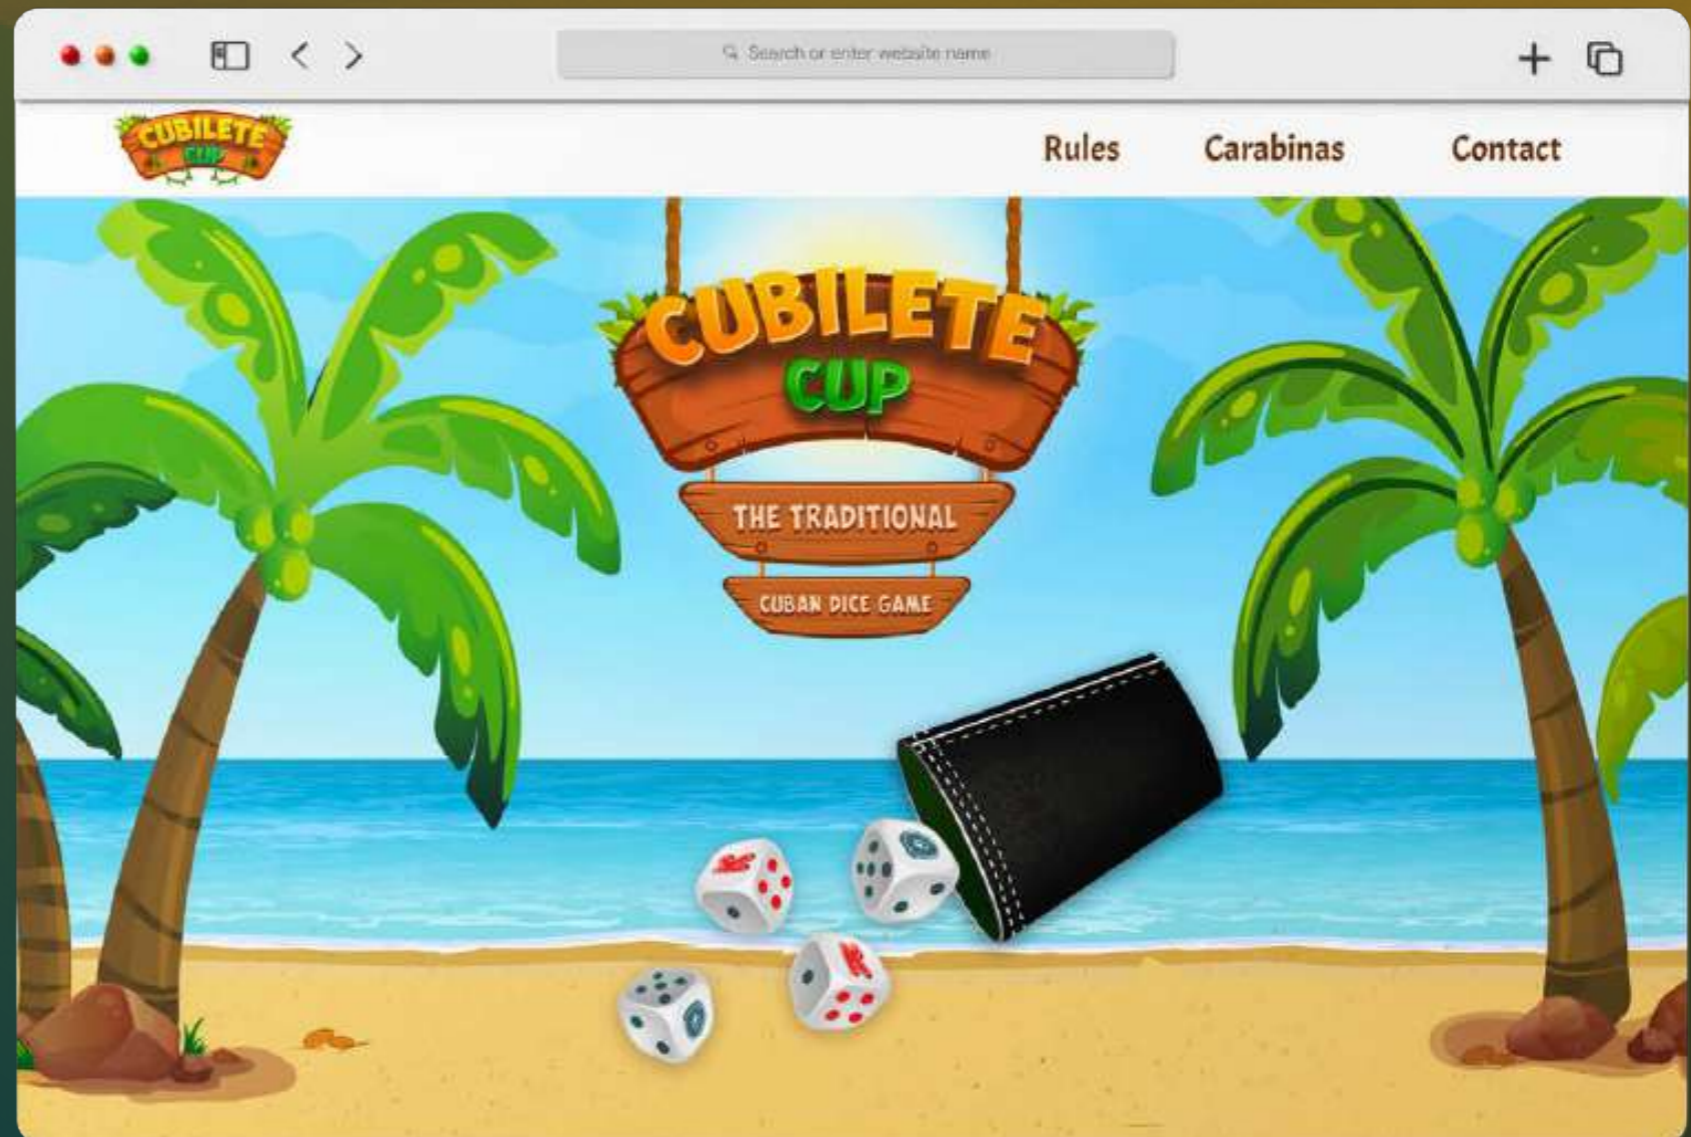 Search or enter website name
CUBILETE
CUP
Rules
Carabinas
Contact
CUBILETE
CUP
THE TRADITIONAL
CUBAN DICE GAME